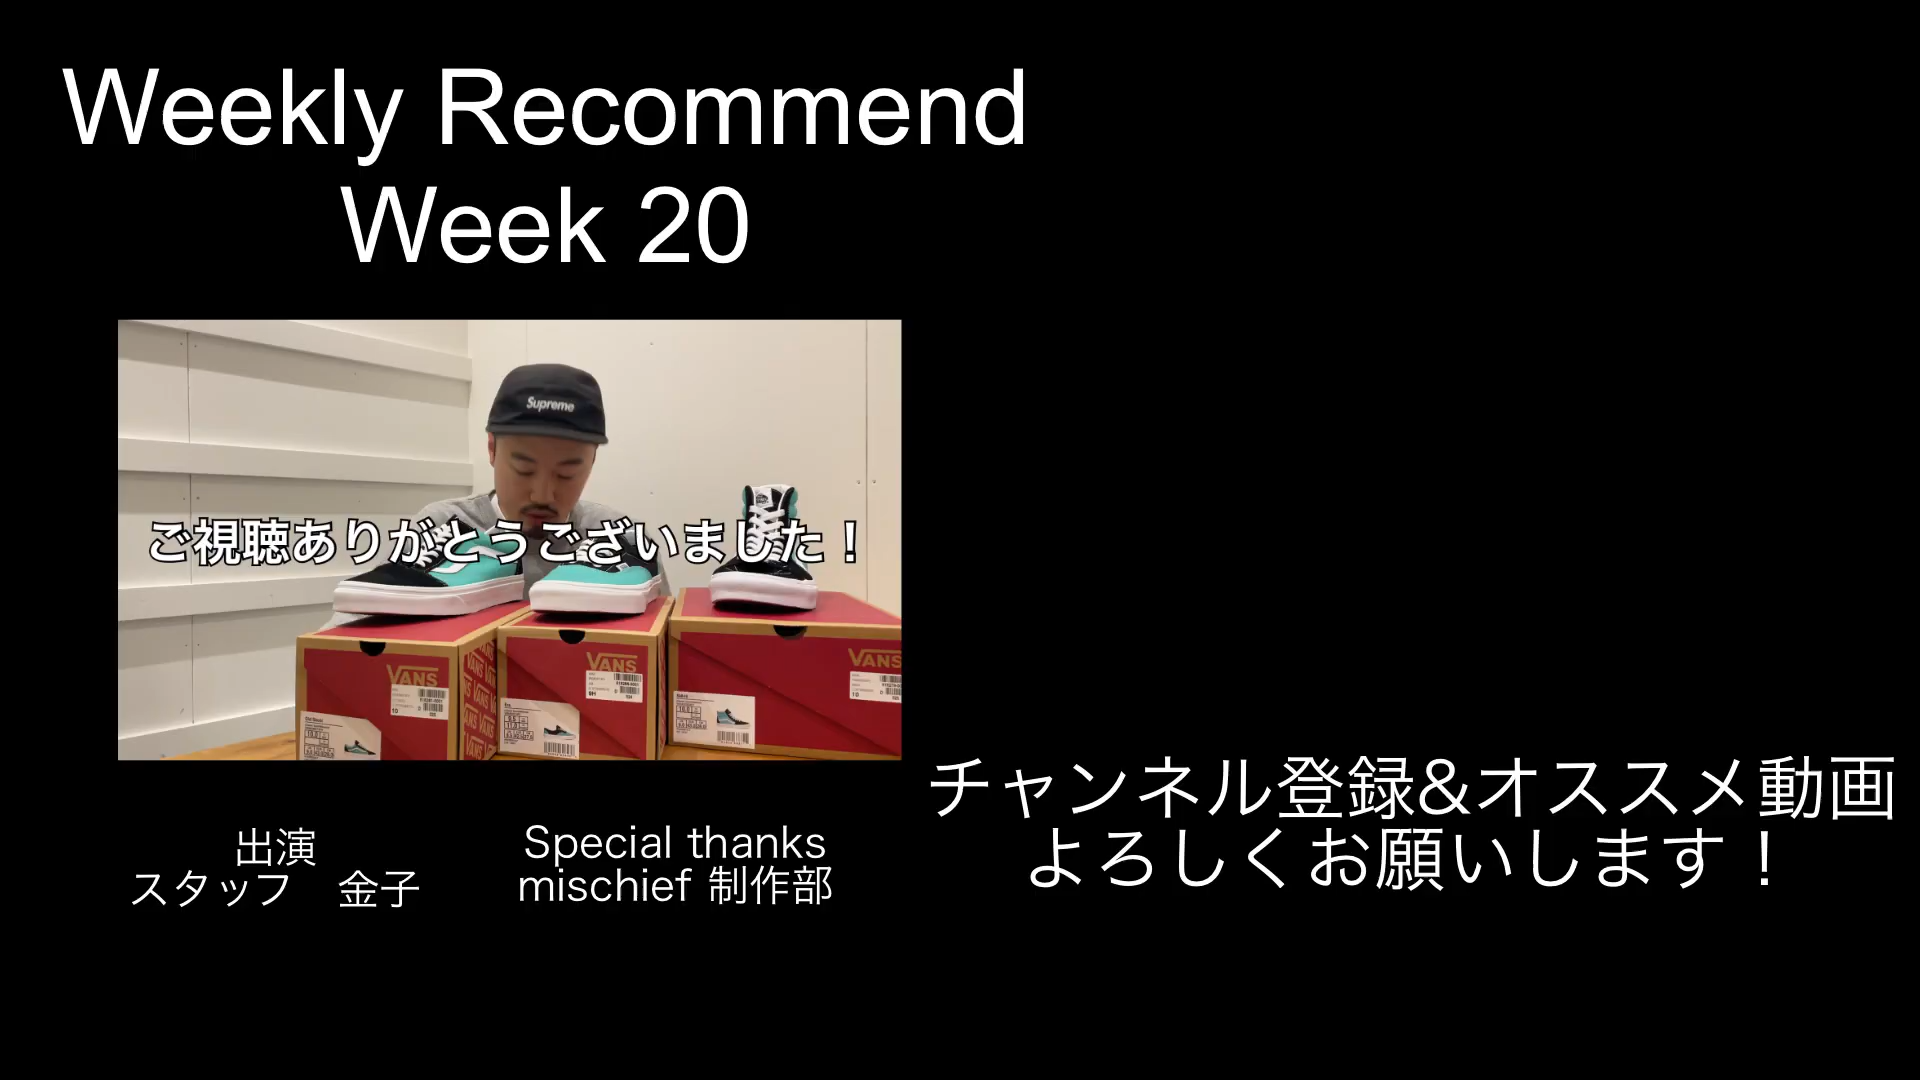 Weekly Recommend
Week 20
Supreme
ご視聴ありがとうございました！
VANS
VANS
VANS
出演
スタッフ　金子
Special thanks
mischief 制作部
チャンネル登録&オススメ動画
よろしくお願いします！